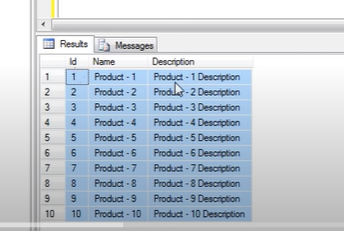 Results Messages
Id Name Description
1 1 Product - 1 Product - 1 Description
2 2 Product - 2 Product - 2 Description
3 3 Product - 3 Product - 3 Description
4 4 Product - 4 Product - 4 Description
5 5 Product - 5 Product - 5 Description
6 6 Product - 6 Product - 6 Description
7 7 Product - 7 Product - 7 Description
8 8 Product - 8 Product - 8 Description
9 9 Product - 9 Product - 9 Description
10 10 Product - 10 Product - 10 Description